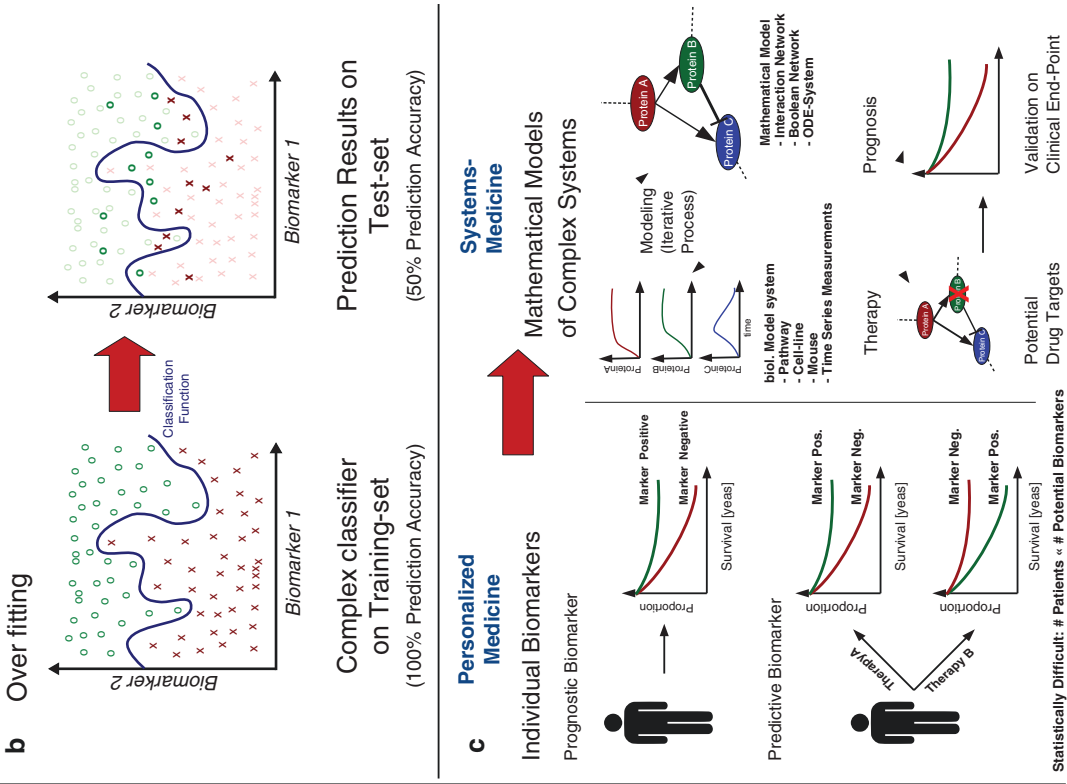 b
Over fitting
Biomarker 2
Biomarker 1
Classification
Function
Complex classifier
on Training-set
(100% Prediction Accuracy)
Biomarker 2
Biomarker 1
Prediction Results on
Test-set
(50% Prediction Accuracy)
c
Personalized
Medicine
Individual Biomarkers
Prognostic Biomarker
Proportion
Marker Positive
Marker Negative
Survival [yeas]
Predictive Biomarker
Therapy A
Therapy B
Proportion
Marker Pos.
Marker Neg.
Survival [yeas]
Proportion
Marker Neg.
Marker Pos.
Survival [yeas]
Statistically Difficult: # Patients « # Potential Biomarkers
Systems-
Medicine
Mathematical Models
of Complex Systems
ProteinA
ProteinB
ProteinC
time
biol. Model system
- Pathway
- Cell-line
- Mouse
- Time Series Measurements
Modeling
(Iterative
Process)
Protein A
Protein B
Protein C
Mathematical Model
- Interaction Network
- Boolean Network
- ODE-System
Therapy
Protein A
Protein B
Protein C
Potential
Drug Targets
Prognosis
Validation on
Clinical End-Point